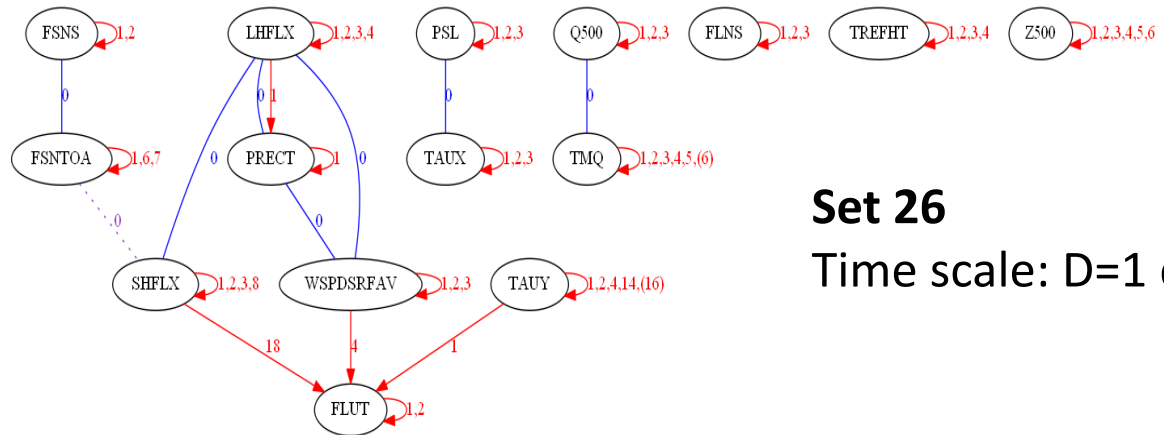 FSNS 1,2 LHFLX 1,2,3,4 PSL 1,2,3 Q500 1,2,3 FLNS 1,2,3 TREFHT 1,2,3,4 Z500 1,2,3,4,5,6
0 0 1 0 0
FSNTOA 1,6,7 0 PRECT 1 0 TAUX 1,2,3 TMQ 1,2,3,4,5,(6)
0 0
Set 26
SHFLX 1,2,3,8 WSPDSRFAV 1,2,3 TAUY 1,2,4,14,(16)
Time scale: D=1
18 4 1
FLUT 1,2